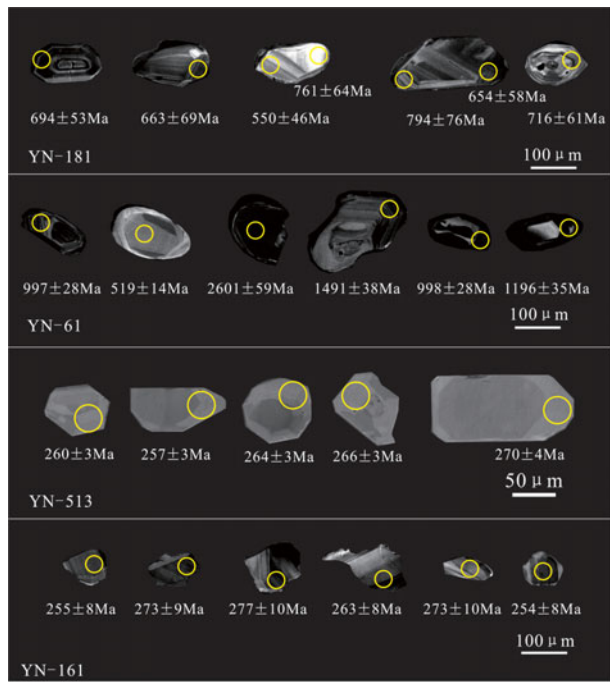 761±64Ma
654±58Ma
694±53Ma 663±69Ma 550±46Ma 794±76Ma 716±61Ma
YN-181
100 μm
997±28Ma 519±14Ma 2601±59Ma 1491±38Ma 998±28Ma 1196±35Ma
YN-61
100 μm
260±3Ma 257±3Ma 264±3Ma 266±3Ma 270±4Ma
50 μm
YN-513
255±8Ma 273±9Ma 277±10Ma 263±8Ma 273±10Ma 254±8Ma
100 μm
YN-161